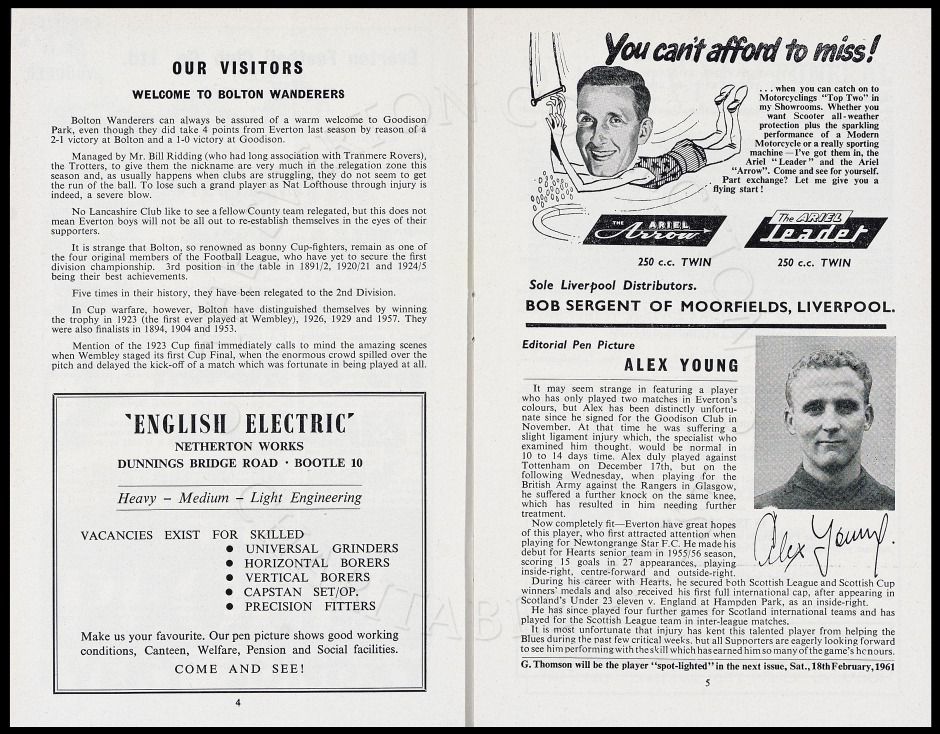 OUR VISITORS
WELCOME TO BOLTON WANDERERS
Bolton Wanderers can always be assured of a warm welcome to Goodison
Park, even though they did take 4 points from Everton last season by reason of a
2-1 victory at Bolton and a 1-0 victory at Goodison.
Managed by Mr. Bill Ridding (who had long association with Tranmere Rovers),
the Trotters, to give them the nickname are very much in the relegation zone this
season and, as usually happens when clubs are struggling, they do not seem to get
the run of the ball. To lose such a grand player as Nat Lofthouse through injury is
indeed, a severe blow.
No Lancashire Club like to see a fellow County team relegated, but this does not
mean Everton boys will not be all out to re-establish themselves in the eyes of their
supporters.
It is strange that Bolton, so renowned as bonny Cup-fighters, remain as one of
the four original members of the Football League, who have yet to secure the first
division championship. 3rd position in the table in 1891/2, 1920/21 and 1924/5
being their best achievements.
Five times in their history, they have been relegated to the 2nd Division.
In Cup warfare, however, Bolton have distinguished themselves by winning
the trophy in 1923 (the first ever played at Wembley), 1926, 1929 and 1957. They
were also finalists in 1894, 1904 and 1953.
Mention of the 1923 Cup final immediately calls to mind the amazing scenes
when Wembley staged its first Cup Final, when the enormous crowd spilled over the
pitch and delayed the kick-off of a match which was fortunate in being played at all.
'ENGLISH ELECTRIC'
NETHERTON WORKS
DUNNINGS BRIDGE ROAD · BOOTLE 10
Heavy – Medium – Light Engineering
VACANCIES EXIST FOR SKILLED
● UNIVERSAL GRINDERS
● HORIZONTAL BORERS
● VERTICAL BORERS
● CAPSTAN SET/OP.
● PRECISION FITTERS
Make us your favourite. Our pen picture shows good working
conditions, Canteen, Welfare, Pension and Social facilities.
COME AND SEE!
4
You can't afford to miss!
. . . when you can catch on to
Motorcyclings "Top Two" in
my Showrooms. Whether you
want Scooter all-weather
protection plus the sparkling
performance of a Modern
Motorcycle or a really sporting
machine — I've got them in, the
Ariel "Leader" and the Ariel
"Arrow". Come and see for yourself.
Part exchange? Let me give you a
flying start!
THE ARIEL Arrow
250 c.c. TWIN
The ARIEL Leader
250 c.c. TWIN
Sole Liverpool Distributors.
BOB SERGENT OF MOORFIELDS, LIVERPOOL.
Editorial Pen Picture
ALEX YOUNG
It may seem strange in featuring a player
who has only played two matches in Everton's
colours, but Alex has been distinctly unfortu-
nate since he signed for the Goodison Club in
November. At that time he was suffering a
slight ligament injury which, the specialist who
examined him thought, would be normal in
10 to 14 days time. Alex duly played against
Tottenham on December 17th, but on the
following Wednesday, when playing for the
British Army against the Rangers in Glasgow,
he suffered a further knock on the same knee,
which has resulted in him needing further
treatment.
Now completely fit—Everton have great hopes
of this player, who first attracted attention when
playing for Newtongrange Star F.C. He made his
debut for Hearts senior team in 1955/56 season,
scoring 15 goals in 27 appearances, playing
inside-right, centre-forward and outside-right.
Alex Young.
During his career with Hearts, he secured both Scottish League and Scottish Cup
winners' medals and also received his first full international cap, after appearing in
Scotland's Under 23 eleven v. England at Hampden Park, as an inside-right.
He has since played four further games for Scotland international teams and has
played for the Scottish League team in inter-league matches.
It is most unfortunate that injury has kept this talented player from helping the
Blues during the past few critical weeks, but all Supporters are eagerly looking forward
to see him performing with the skill which has earned him so many of the game's honours.
G. Thomson will be the player "spot-lighted" in the next issue, Sat., 18th February, 1961
5